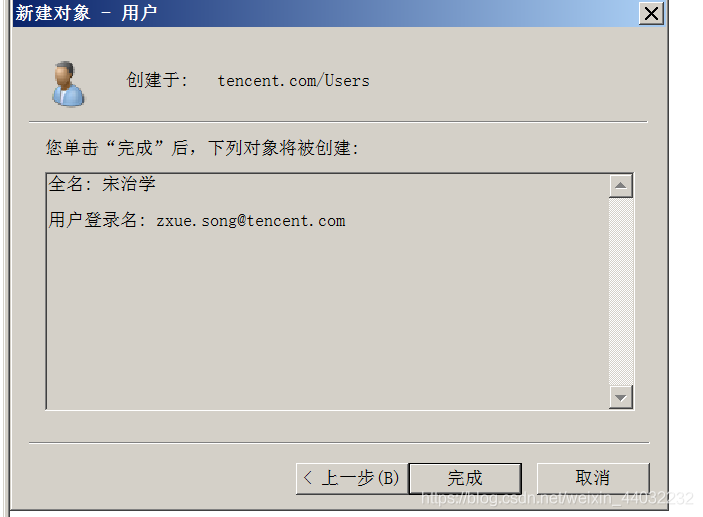 新建对象 - 用户
创建于: tencent.com/Users
您单击“完成”后，下列对象将被创建:
全名: 宋治学
用户登录名: zxue.song@tencent.com
< 上一步(B) 完成 取消
https://blog.csdn.net/weixin_44032232